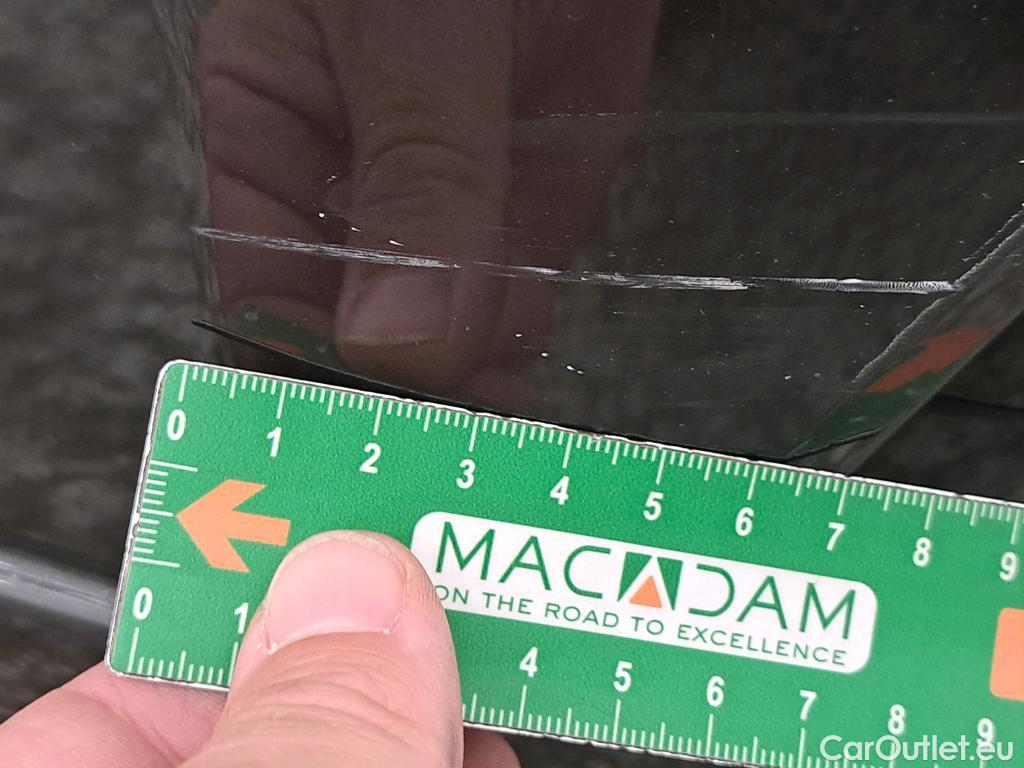 0 1 2 3 4 5 6 7 8 9
MACADAM
ON THE ROAD TO EXCELLENCE
0 1 4 5 6 7 8 9
CarOutlet.eu